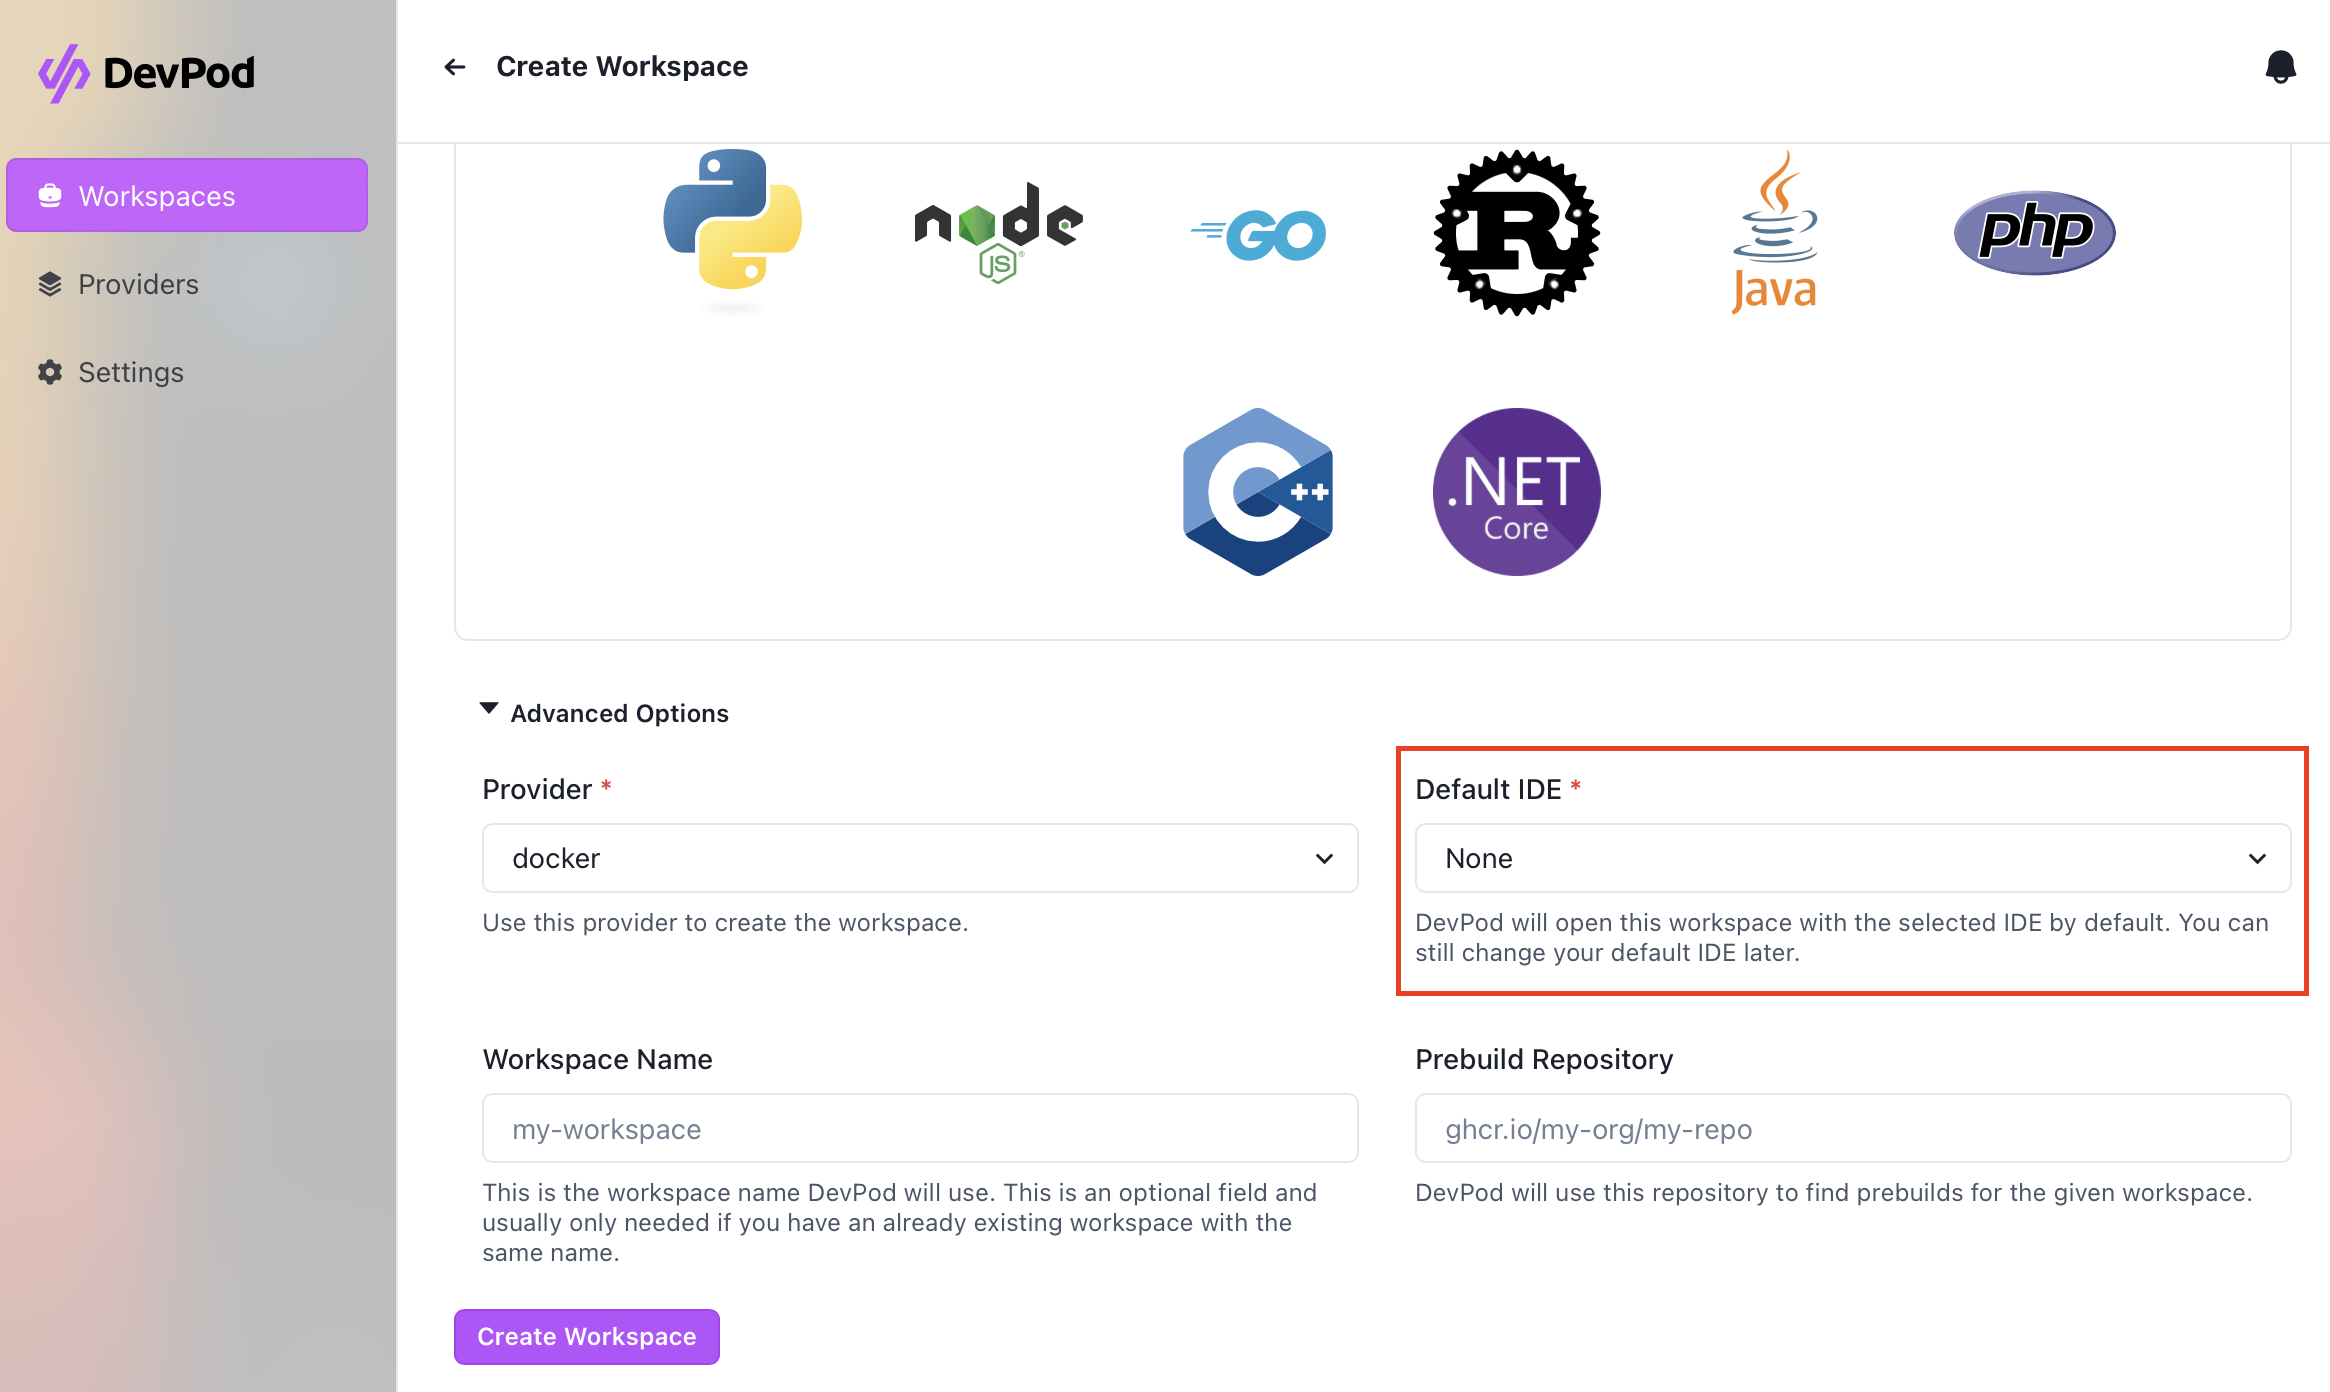 DevPod
Create Workspace
Workspaces
Providers
Settings
node
JS
GO
R
Java
php
C++
.NET
Core
Advanced Options
Provider *
Default IDE *
docker
None
Use this provider to create the workspace.
DevPod will open this workspace with the selected IDE by default. You can
still change your default IDE later.
Workspace Name
Prebuild Repository
my-workspace
ghcr.io/my-org/my-repo
This is the workspace name DevPod will use. This is an optional field and
usually only needed if you have an already existing workspace with the
same name.
DevPod will use this repository to find prebuilds for the given workspace.
Create Workspace